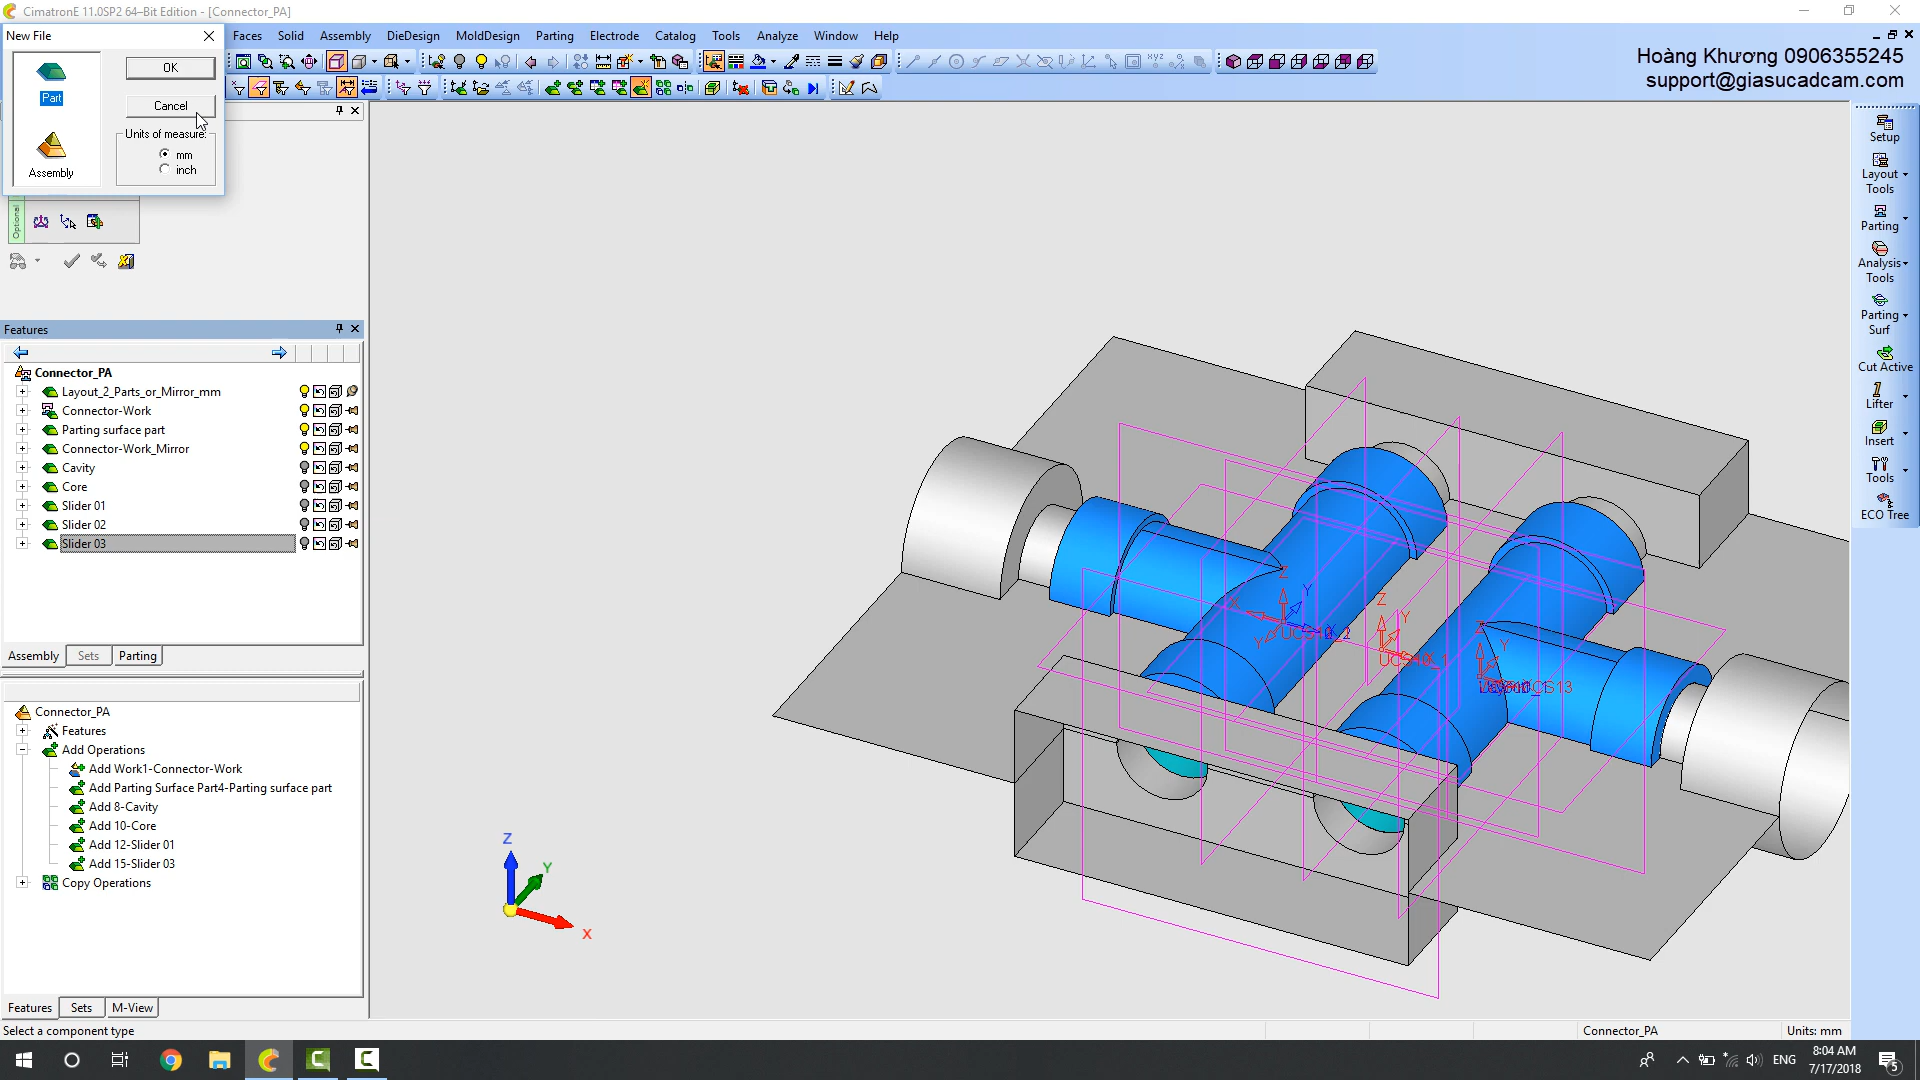 CimatronE 11.0SP2 64–Bit Edition - [Connector_PA]
New File
Faces Solid Assembly DieDesign MoldDesign Parting Electrode Catalog Tools Analyze Window Help
Hoàng Khương 0906355245
support@giasucadcam.com
OK
Part
Cancel
Units of measure:
mm
inch
Assembly
Optional
Setup
Layout
Tools
Parting
Analysis
Tools
Parting
Surf
Cut Active
Lifter
Insert
Tools
ECO Tree
Features
Connector_PA
Layout_2_Parts_or_Mirror_mm
Connector-Work
Parting surface part
Connector-Work_Mirror
Cavity
Core
Slider 01
Slider 02
Slider 03
Assembly Sets Parting
Connector_PA
Features
Add Operations
Add Work1-Connector-Work
Add Parting Surface Part4-Parting surface part
Add 8-Cavity
Add 10-Core
Add 12-Slider 01
Add 15-Slider 03
Copy Operations
Features Sets M-View
Z
Y
X
Select a component type
Connector_PA
Units: mm
ENG
8:04 AM
7/17/2018
5